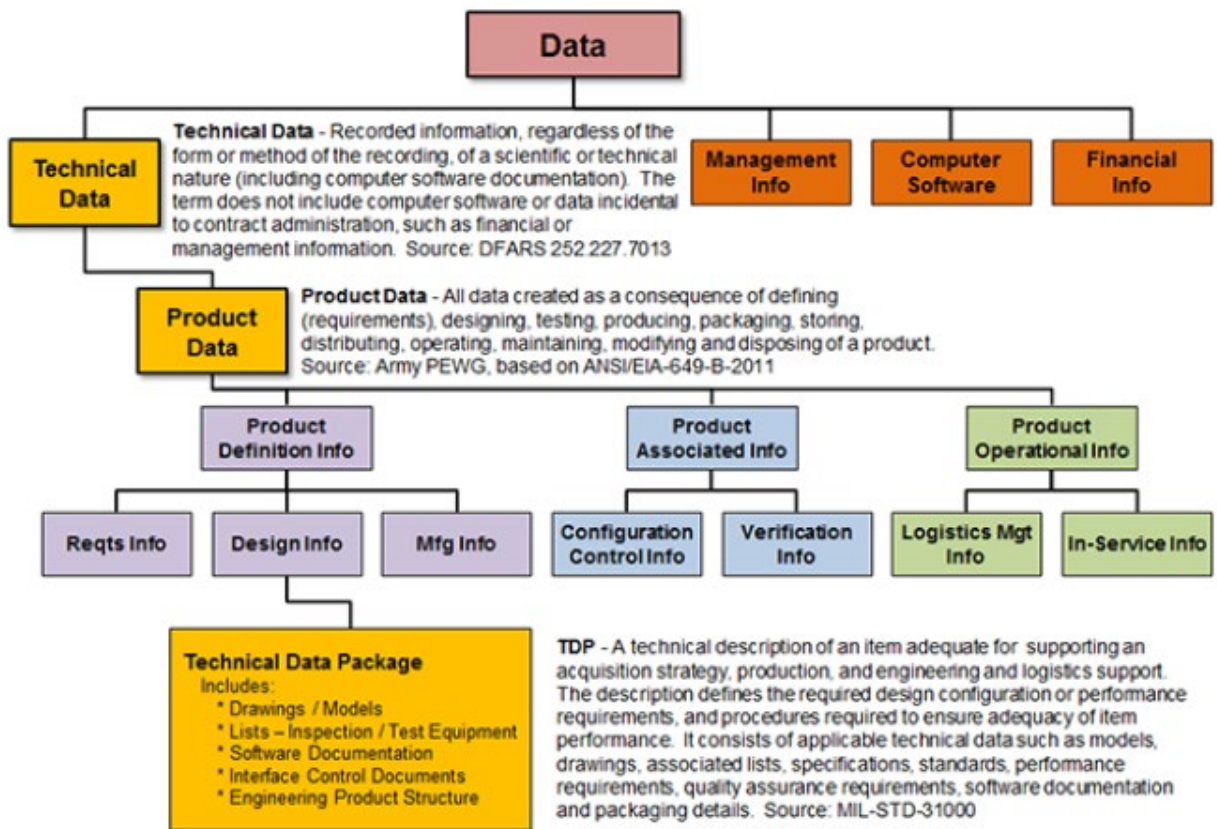 Data
Technical Data - Recorded information, regardless of the
form or method of the recording, of a scientific or technical
nature (including computer software documentation). The
term does not include computer software or data incidental
to contract administration, such as financial or
management information. Source: DFARS 252.227.7013
Technical
Data
Management
Info
Computer
Software
Financial
Info
Product Data - All data created as a consequence of defining
(requirements), designing, testing, producing, packaging, storing,
distributing, operating, maintaining, modifying and disposing of a product.
Source: Army PEWG, based on ANSI/EIA-649-B-2011
Product
Data
Product
Definition Info
Product
Associated Info
Product
Operational Info
Reqts Info
Design Info
Mfg Info
Configuration
Control Info
Verification
Info
Logistics Mgt
Info
In-Service Info
Technical Data Package
Includes:
* Drawings / Models
* Lists – Inspection / Test Equipment
* Software Documentation
* Interface Control Documents
* Engineering Product Structure
TDP - A technical description of an item adequate for supporting an
acquisition strategy, production, and engineering and logistics support.
The description defines the required design configuration or performance
requirements, and procedures required to ensure adequacy of item
performance. It consists of applicable technical data such as models,
drawings, associated lists, specifications, standards, performance
requirements, quality assurance requirements, software documentation
and packaging details. Source: MIL-STD-31000